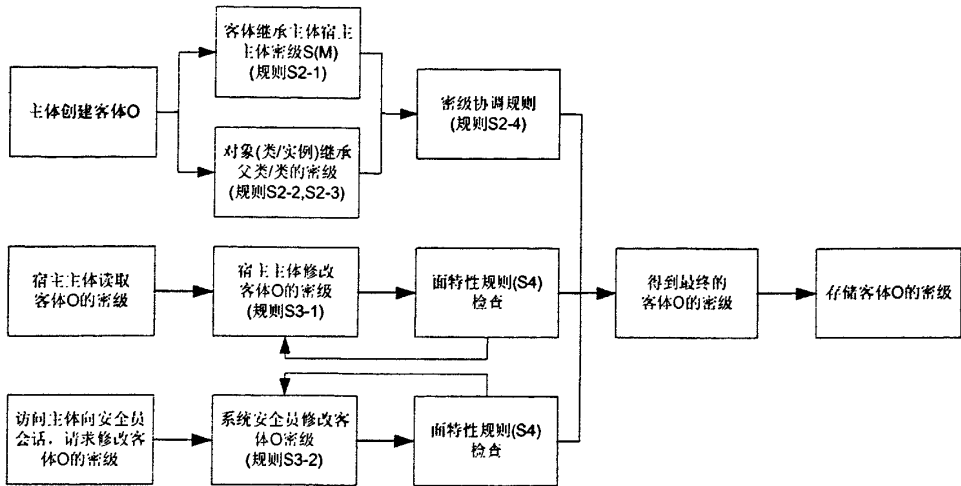 客体继承主体宿主
主体密级S(M)
(规则S2-1)
主体创建客体O
密级协调规则
(规则S2-4)
对象(类/实例)继承
父类/类的密级
(规则S2-2,S2-3)
宿主主体读取
客体O的密级
宿主主体修改
客体O的密级
(规则S3-1)
面特性规则(S4)
检查
得到最终的
客体O的密级
存储客体O的密级
访问主体向安全员
会话，请求修改客
体O的密级
系统安全员修改客
体O密级
(规则S3-2)
面特性规则(S4)
检查